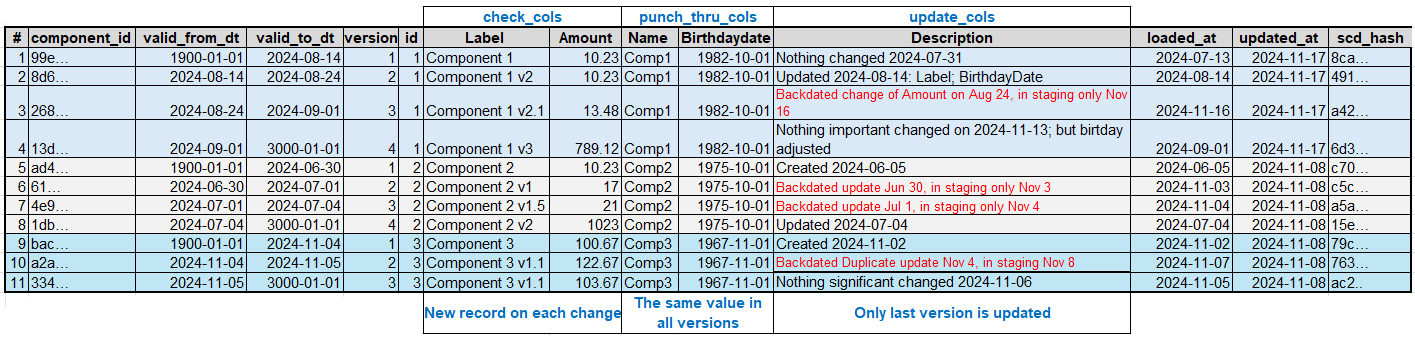 check_cols punch_thru_cols update_cols
# component_id valid_from_dt valid_to_dt version id Label Amount Name Birthdaydate Description loaded_at updated_at scd_hash
1 99e... 1900-01-01 2024-08-14 1 1 Component 1 10.23 Comp1 1982-10-01 Nothing changed 2024-07-31 2024-07-13 2024-11-17 8ca...
2 8d6... 2024-08-14 2024-08-24 2 1 Component 1 v2 10.23 Comp1 1982-10-01 Updated 2024-08-14: Label; BirthdayDate 2024-08-14 2024-11-17 491...
Backdated change of Amount on Aug 24, in staging only Nov
3 268... 2024-08-24 2024-09-01 3 1 Component 1 v2.1 13.48 Comp1 1982-10-01 16 2024-11-16 2024-11-17 a42...
Nothing important changed on 2024-11-13; but birtday
4 13d... 2024-09-01 3000-01-01 4 1 Component 1 v3 789.12 Comp1 1982-10-01 adjusted 2024-09-01 2024-11-17 6d3...
5 ad4... 1900-01-01 2024-06-30 1 2 Component 2 10.23 Comp2 1975-10-01 Created 2024-06-05 2024-06-05 2024-11-08 c70...
6 61... 2024-06-30 2024-07-01 2 2 Component 2 v1 17 Comp2 1975-10-01 Backdated update Jun 30, in staging only Nov 3 2024-11-03 2024-11-08 c5c...
7 4e9... 2024-07-01 2024-07-04 3 2 Component 2 v1.5 21 Comp2 1975-10-01 Backdated update Jul 1, in staging only Nov 4 2024-11-04 2024-11-08 a5a...
8 1db... 2024-07-04 3000-01-01 4 2 Component 2 v2 1023 Comp2 1975-10-01 Updated 2024-07-04 2024-07-04 2024-11-08 15e...
9 bac... 1900-01-01 2024-11-04 1 3 Component 3 100.67 Comp3 1967-11-01 Created 2024-11-02 2024-11-02 2024-11-08 79c...
10 a2a... 2024-11-04 2024-11-05 2 3 Component 3 v1.1 122.67 Comp3 1967-11-01 Backdated Duplicate update Nov 4, in staging Nov 8 2024-11-07 2024-11-08 763...
11 334... 2024-11-05 3000-01-01 3 3 Component 3 v1.1 103.67 Comp3 1967-11-01 Nothing significant changed 2024-11-06 2024-11-05 2024-11-08 ac2..
New record on each change The same value in Only last version is updated
all versions